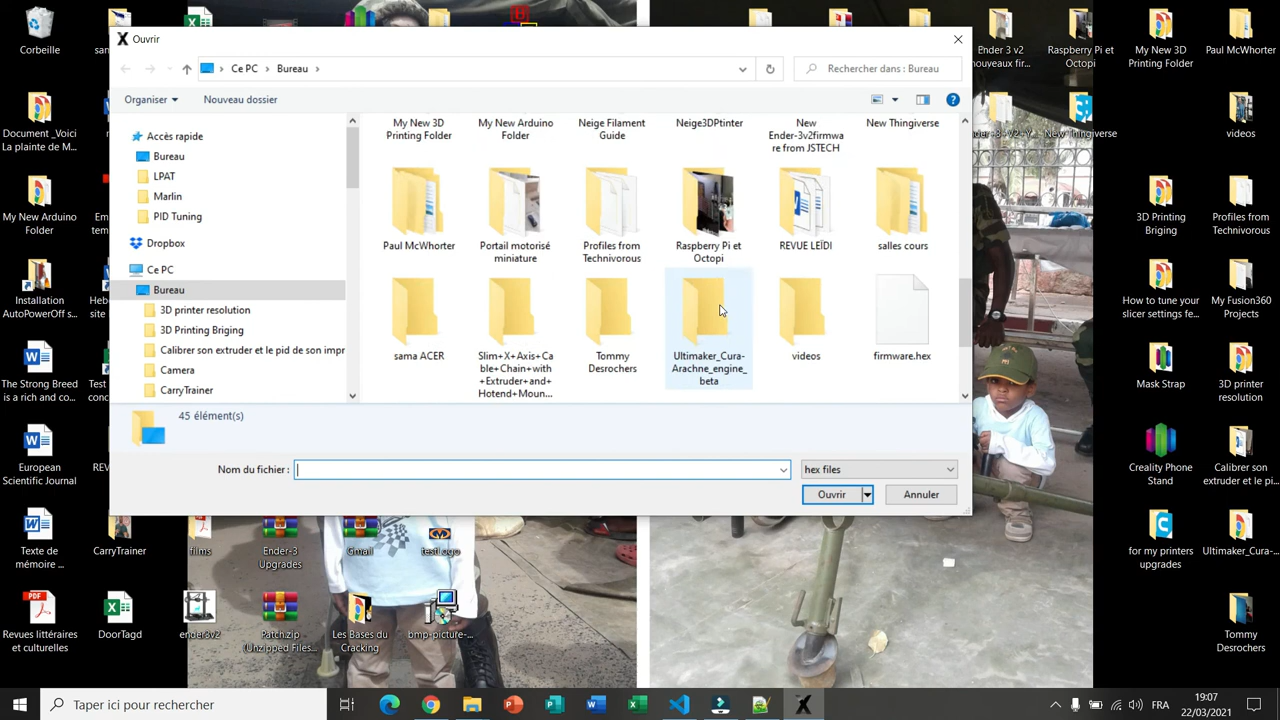 Corbeille
Ender 3 v2
nouveaux fir...
Raspberry Pi et
Octopi
My New 3D
Printing Folder
Paul McWhorter
Ouvrir
Ce PC
Bureau
Rechercher dans : Bureau
Organiser
Nouveau dossier
Document _Voici
La plainte de M...
New Thingiverse
videos
My New Arduino
Folder
3D Printing
Briging
Profiles from
Technivorous
Installation
AutoPowerOff s...
How to tune your
slicer settings fe...
My Fusion360
Projects
The Strong Breed
is a rich and co...
Mask Strap
3D printer
resolution
European
Scientific Journal
Creality Phone
Stand
Calibrer son
extruder et le pi...
Texte de
mémoire ...
for my printers
upgrades
Ultimaker_Cura-...
Revues littéraires
et culturelles
Tommy
Desrochers
Accès rapide
Bureau
LPAT
Marlin
PID Tuning
Dropbox
Ce PC
Bureau
3D printer resolution
3D Printing Briging
Calibrer son extruder et le pid de son impr
Camera
CarryTrainer
My New 3D
Printing Folder
My New Arduino
Folder
Neige Filament
Guide
Neige3DPtinter
New
Ender-3v2firmwa
re from JSTECH
New Thingiverse
Paul McWhorter
Portail motorisé
miniature
Profiles from
Technivorous
Raspberry Pi et
Octopi
REVUE LEÏDI
salles cours
sama ACER
Slim+X+Axis+Ca
ble+Chain+with
+Extruder+and+
Hotend+Moun...
Tommy
Desrochers
Ultimaker_Cura-
Arachne_engine_
beta
videos
firmware.hex
45 élément(s)
Nom du fichier :
hex files
Ouvrir
Annuler
CarryTrainer
films
Ender-3
Upgrades
Gmail
testLogo
DoorTagd
ender3v2
Patch.zip
(Unzipped Files...
Les Bases du
Cracking
bmp-picture-...
Taper ici pour rechercher
FRA
19:07
22/03/2021